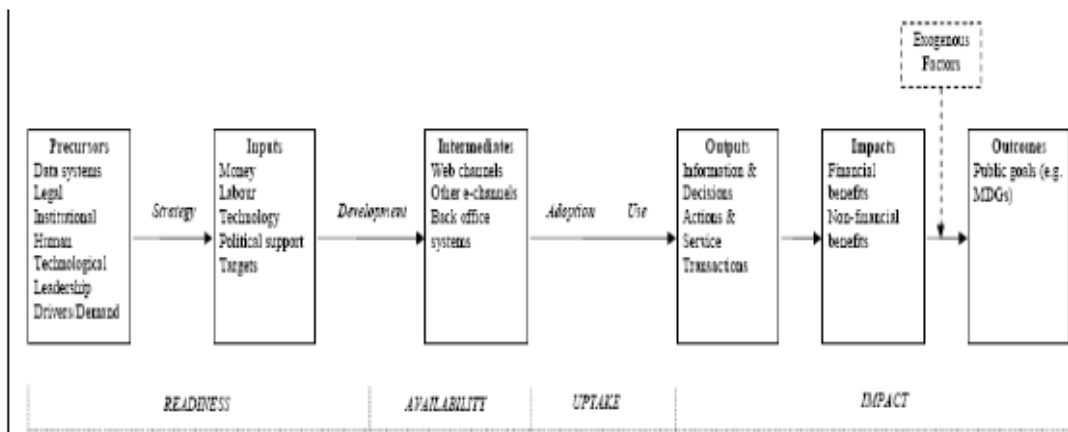 Exogenous
Factors
Precursors
Data systems
Legal
Institutional
Human
Technological
Leadership
Drivers/Demand
Strategy
Inputs
Money
Labour
Technology
Political support
Targets
Development
Intermediates
Web channels
Other e-channels
Back office
systems
Adoption
Use
Outputs
Information &
Decisions
Actions &
Service
Transactions
Impacts
Financial
benefits
Non-financial
benefits
Outcomes
Public goals (e.g.
MDGs)
READINESS
AVAILABILITY
UPTAKE
IMPACT